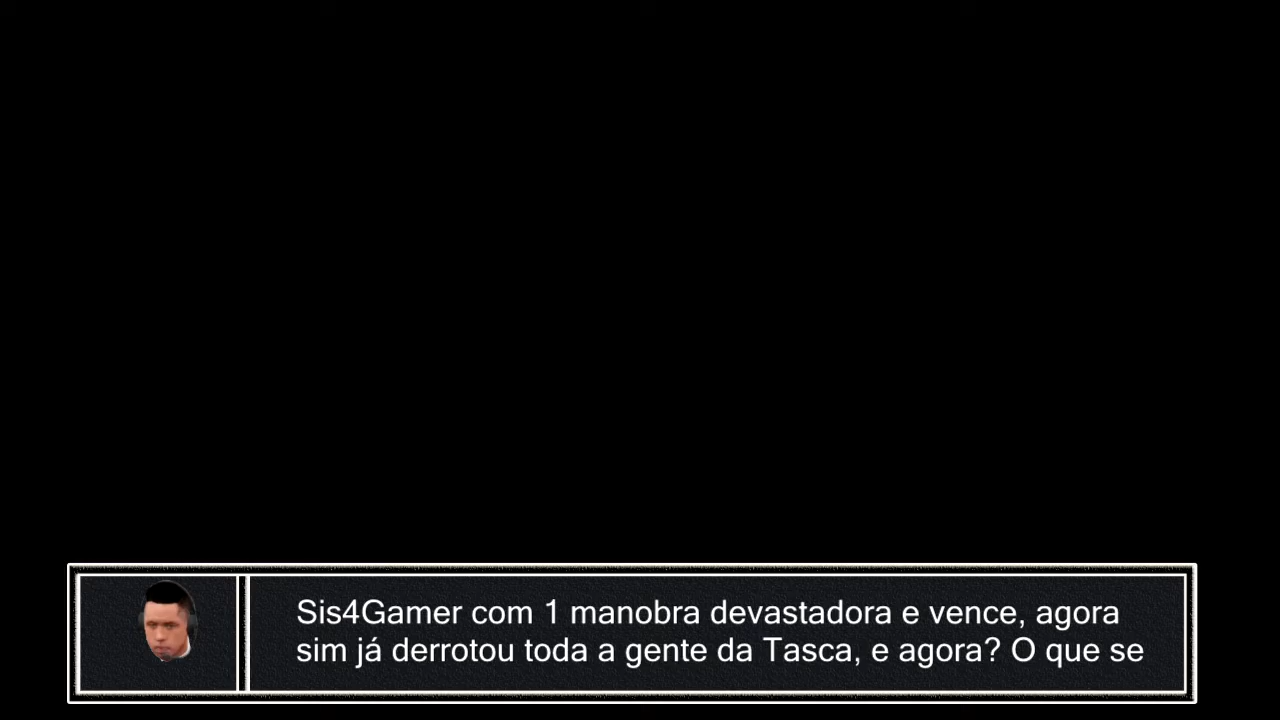 Sis4Gamer com 1 manobra devastadora e vence, agora
sim já derrotou toda a gente da Tasca, e agora? O que se